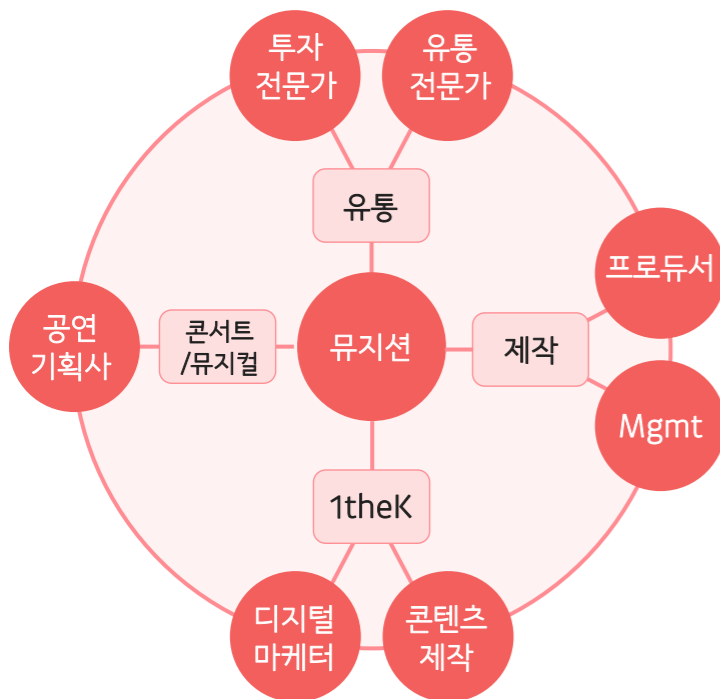 투자
전문가
유통
전문가
유통
프로듀서
공연
기획사
콘서트
/뮤지컬
뮤지션
제작
Mgmt
1theK
디지털
마케터
콘텐츠
제작